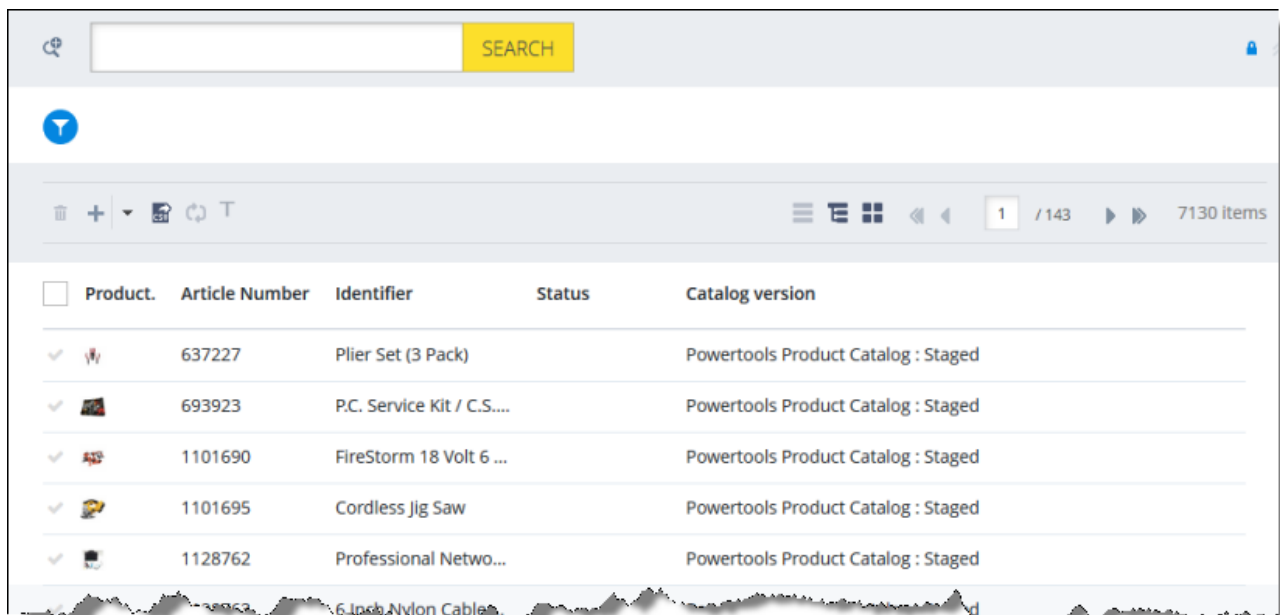 SEARCH
CSV
1 / 143 7130 items
Product. Article Number Identifier Status Catalog version
637227 Plier Set (3 Pack) Powertools Product Catalog : Staged
693923 P.C. Service Kit / C.S.... Powertools Product Catalog : Staged
1101690 FireStorm 18 Volt 6 ... Powertools Product Catalog : Staged
1101695 Cordless Jig Saw Powertools Product Catalog : Staged
1128762 Professional Netwo... Powertools Product Catalog : Staged
Nylon